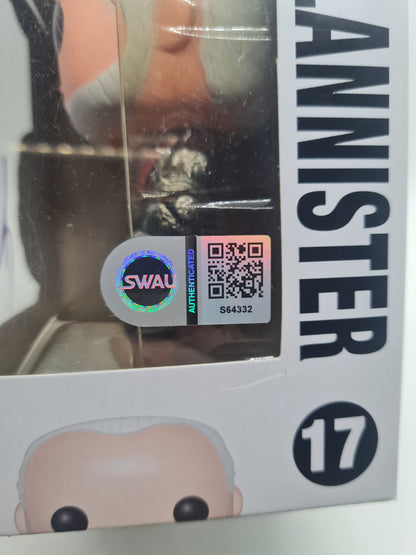 LANNISTER
SWAU
AUTHENTICATED
S64332
17